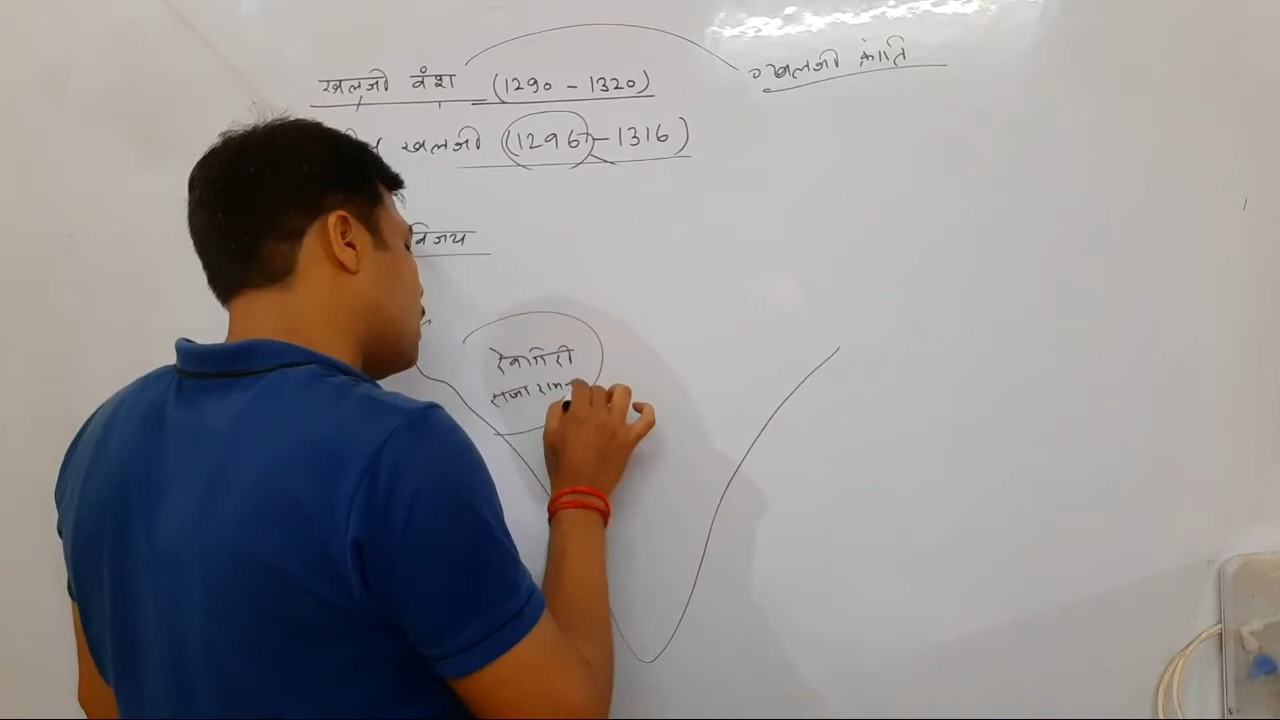 खलजी वंश (1290 - 1320)
खलजी क्रांति
खलजी (1296 - 1316)
विजय
देवगिरी
राजा राम